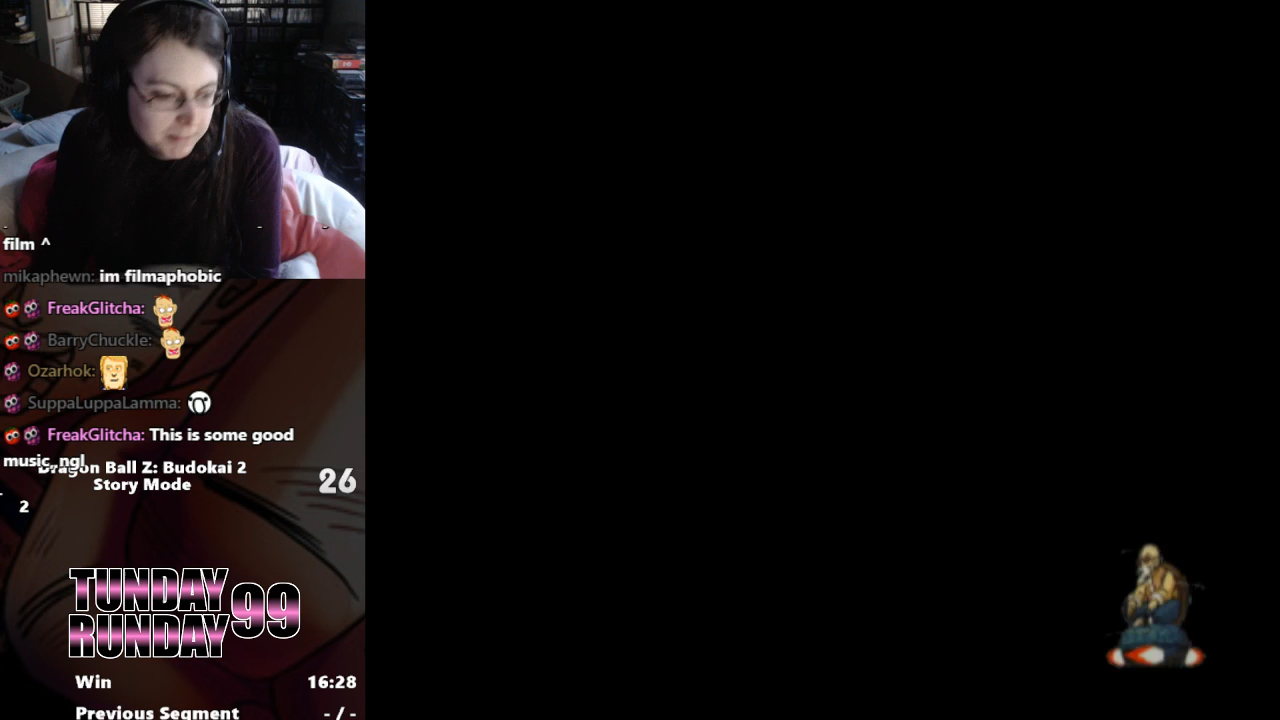 film ^
mikaphewn: im filmaphobic
FreakGlitcha:
BarryChuckle:
Ozarhok:
SuppaLuppaLamma:
FreakGlitcha: This is some good
music, ngl
Dragon Ball Z: Budokai 2
Story Mode
26
2
TUNDAY
RUNDAY
99
Win 16:28
Previous Segment - / -